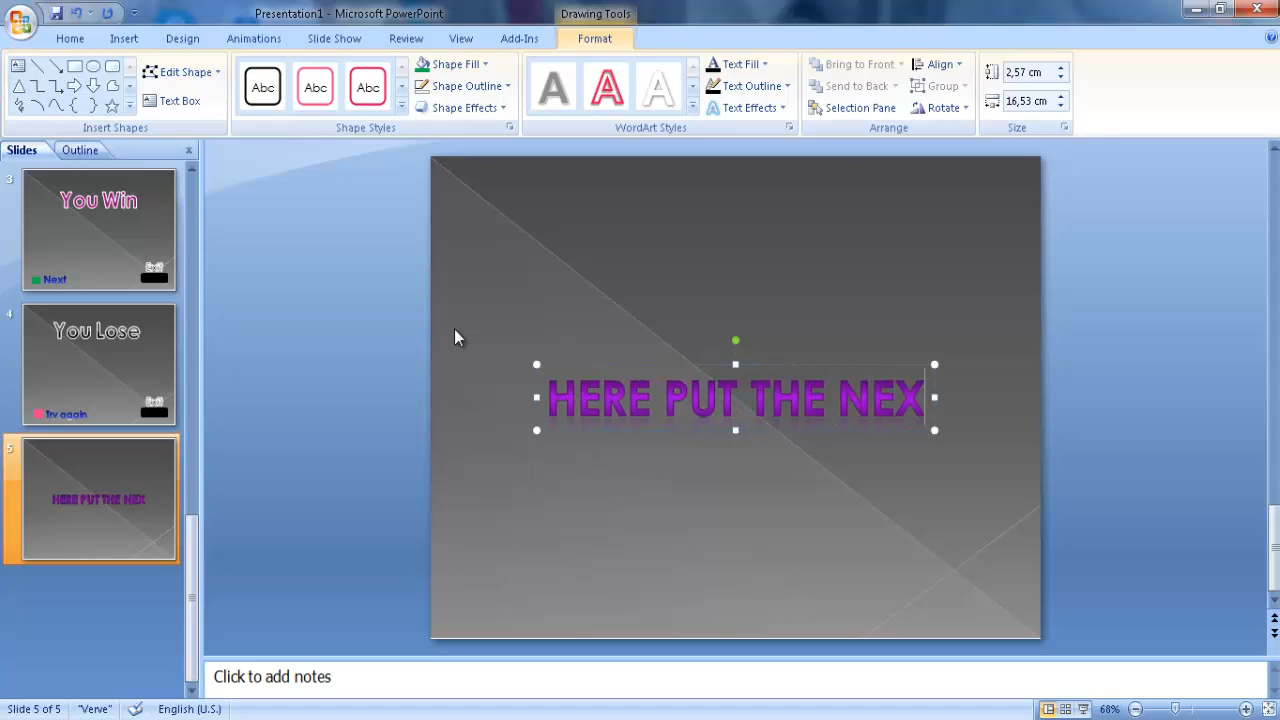 Presentation1 - Microsoft PowerPoint
Drawing Tools
Home
Insert
Design
Animations
Slide Show
Review
View
Add-Ins
Format
Edit Shape
Text Box
Insert Shapes
Abc
Abc
Abc
Shape Fill
Shape Outline
Shape Effects
Shape Styles
A
A
A
Text Fill
Text Outline
Text Effects
WordArt Styles
Bring to Front
Send to Back
Selection Pane
Align
Group
Rotate
Arrange
2,57 cm
16,53 cm
Size
Slides
Outline
3
You Win
Exit
Next
4
You Lose
Exit
Try again
5
HERE PUT THE NEX
HERE PUT THE NEX
Click to add notes
Slide 5 of 5
"Verve"
English (U.S.)
68%